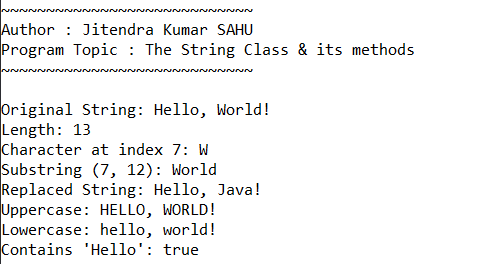 ~~~~~~~~~~~~~~~~~~~~~~~~~~~~
Author : Jitendra Kumar SAHU
Program Topic : The String Class & its methods
~~~~~~~~~~~~~~~~~~~~~~~~~~~~
Original String: Hello, World!
Length: 13
Character at index 7: W
Substring (7, 12): World
Replaced String: Hello, Java!
Uppercase: HELLO, WORLD!
Lowercase: hello, world!
Contains 'Hello': true